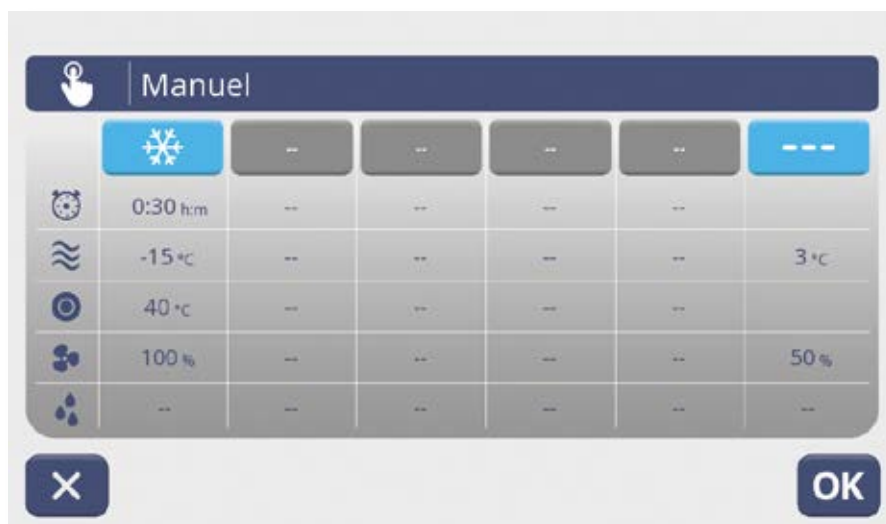 Manuel
-- -- -- -- ---
0:30 h:m -- -- -- --
-15 °C -- -- -- -- 3 °C
40 °C -- -- -- --
100 % -- -- -- -- 50 %
-- -- -- -- -- --
OK